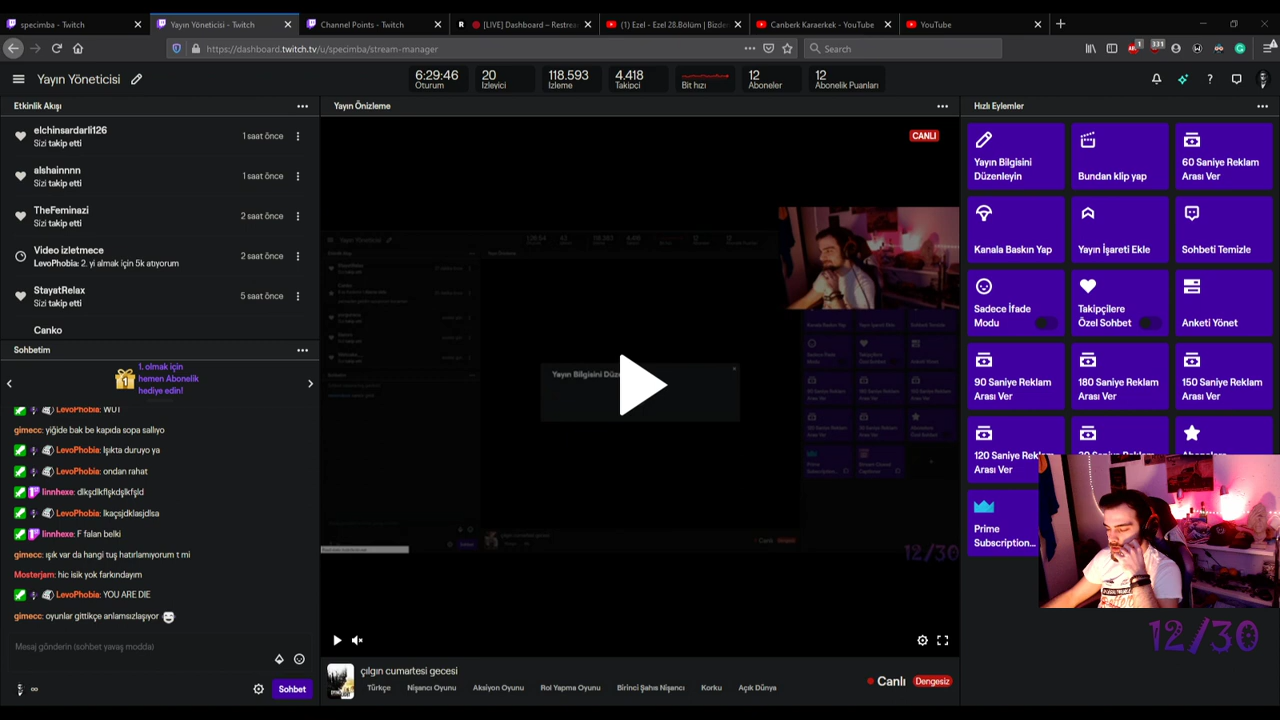 specimba - Twitch
Yayın Yöneticisi - Twitch
Channel Points - Twitch
[LIVE] Dashboard – Restream
(1) Ezel - Ezel 28.Bölüm | Bizden
Canberk Karaerkek - YouTube
YouTube
https://dashboard.twitch.tv/u/specimba/stream-manager
Search
331
Yayın Yöneticisi
6:29:46
Oturum
20
İzleyici
118.593
İzleme
4.418
Takipçi
Bit hızı
12
Aboneler
12
Abonelik Puanları
Etkinlik Akışı
elchinsardarli126
Sizi takip etti
1 saat önce
alshainnnn
Sizi takip etti
1 saat önce
TheFeminazi
Sizi takip etti
2 saat önce
Video izletmece
LevoPhobia: 2. yi almak için 5k atıyorum
2 saat önce
StayatRelax
Sizi takip etti
5 saat önce
Canko
Sohbetim
1. olmak için
hemen Abonelik
hediye edin!
LevoPhobia: WUT
gimecc: yiğide bak be kapıda sopa sallıyo
LevoPhobia: Işıkta duruyo ya
LevoPhobia: ondan rahat
linnhexe: dlkşdlkflşkdşlkfşld
LevoPhobia: lkaçsjdklasjdlsa
linnhexe: F falan belki
gimecc: ışık var da hangi tuş hatırlamıyorum t mi
Mosterjam: hic isik yok farkındayım
LevoPhobia: YOU ARE DIE
gimecc: oyunlar gittikçe anlamsızlaşıyor
Mesaj gönderin (sohbet yavaş modda)
Sohbet
Yayın Önizleme
CANLI
Yayın Bilgisini
12/30
çılgın cumartesi gecesi
Türkçe
Nişancı Oyunu
Aksiyon Oyunu
Rol Yapma Oyunu
Birinci Şahıs Nişancı
Korku
Açık Dünya
Canlı
Dengesiz
Hızlı Eylemler
Yayın Bilgisini
Düzenleyin
Bundan klip yap
60 Saniye Reklam
Arası Ver
Kanala Baskın Yap
Yayın İşareti Ekle
Sohbeti Temizle
Sadece İfade
Modu
Takipçilere
Özel Sohbet
Anketi Yönet
90 Saniye Reklam
Arası Ver
180 Saniye Reklam
Arası Ver
150 Saniye Reklam
Arası Ver
120 Saniye Reklam
Arası Ver
Prime
Subscription...
12/30